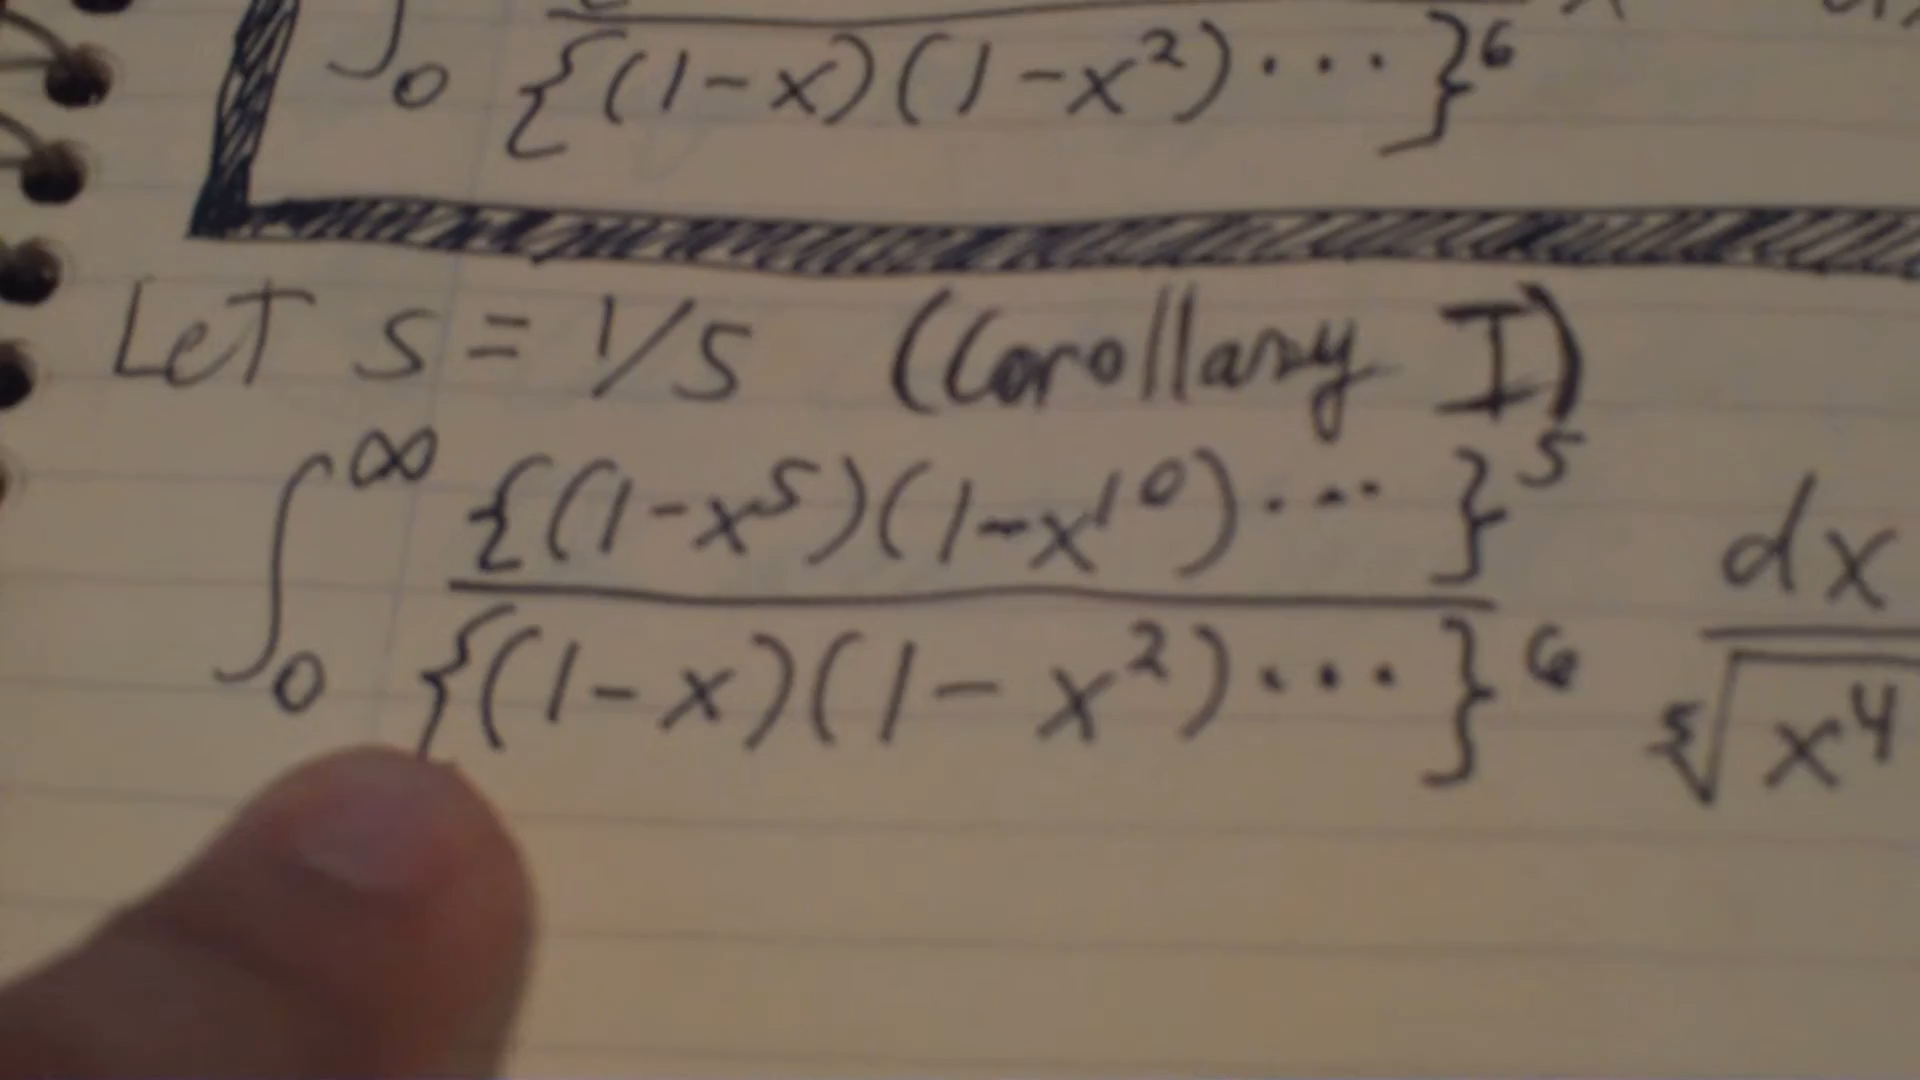 ∫₀ {(1-x)(1-x²)···}⁶
Let s = 1/5 (Corollary I)
∫₀^∞ {(1-x⁵)(1-x¹⁰)···}⁵ dx
{(1-x)(1-x²)···}⁶ ⁵√x⁴